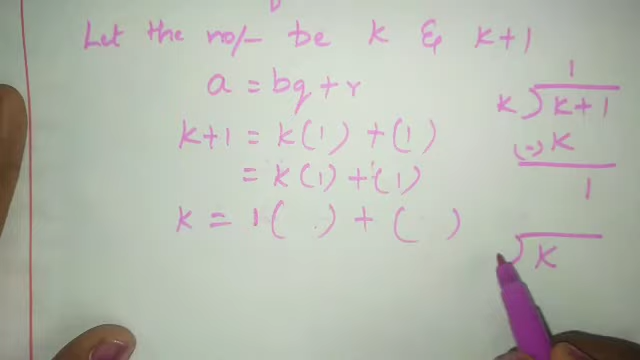 Let the no/- be k & k+1
a = bq + r
k+1 = k(1) + (1)
= k(1) + (1)
k = 1( . ) + ( )
1
k ) k+1
(-) k
1
) k